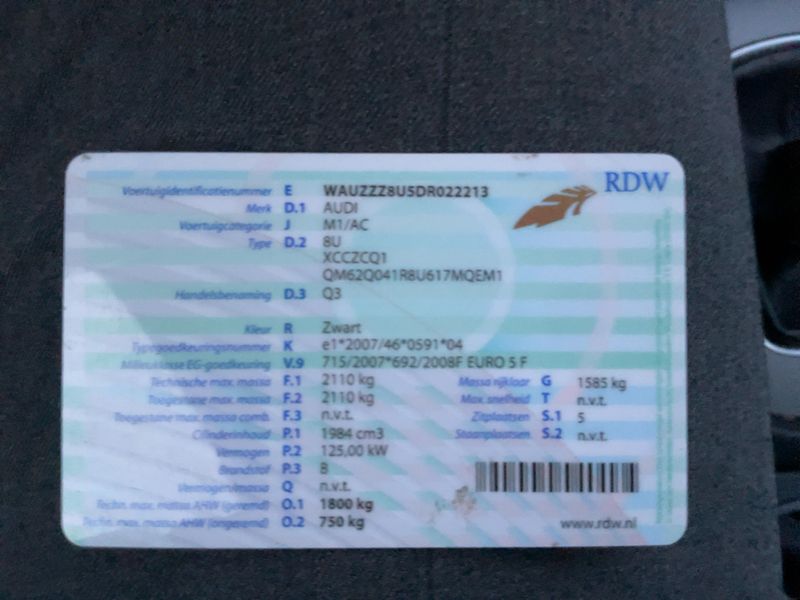 RDW
Voertuigidentificatienummer E WAUZZZ8U5DR022213
Merk D.1 AUDI
Voertuigcategorie J M1/AC
Type D.2 8U
XCCZCQ1
QM62Q041R8U617MQEM1
Handelsbenaming D.3 Q3
Kleur R Zwart
Typegoedkeuringsnummer K e1*2007/46*0591*04
Milieuklasse EG-goedkeuring V.9 715/2007*692/2008F EURO 5 F
Technische max. massa F.1 2110 kg Massa rijklaar G 1585 kg
Toegestane max. massa F.2 2110 kg Max. snelheid T n.v.t.
Toegestane max. massa comb. F.3 n.v.t. Zitplaatsen S.1 5
Cilinderinhoud P.1 1984 cm3 Staanplaatsen S.2 n.v.t.
Vermogen P.2 125,00 kW
Brandstof P.3 B
Vermogen/massa Q n.v.t.
Techn. max. massa AHW (geremd) O.1 1800 kg
Techn. max. massa AHW (ongeremd) O.2 750 kg
www.rdw.nl